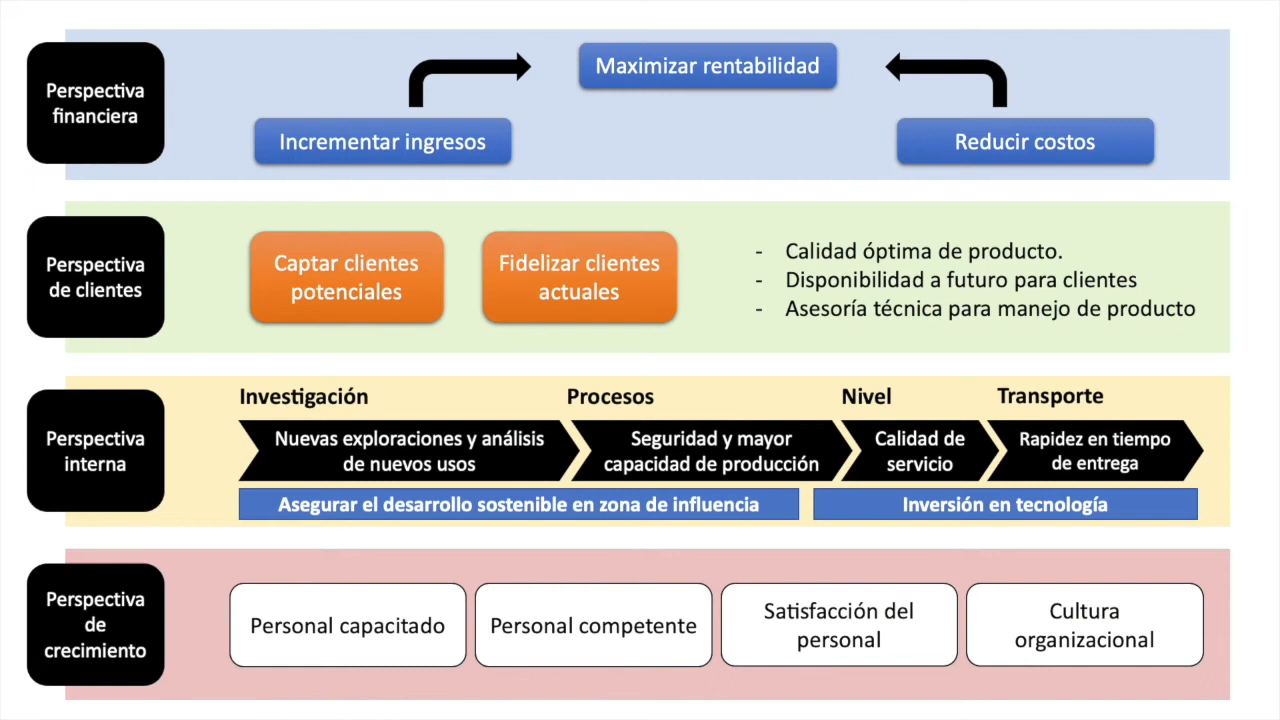 Perspectiva
financiera
Maximizar rentabilidad
Incrementar ingresos
Reducir costos
Perspectiva
de clientes
Captar clientes
potenciales
Fidelizar clientes
actuales
- Calidad óptima de producto.
- Disponibilidad a futuro para clientes
- Asesoría técnica para manejo de producto
Perspectiva
interna
Investigación
Procesos
Nivel
Transporte
Nuevas exploraciones y análisis
de nuevos usos
Seguridad y mayor
capacidad de producción
Calidad de
servicio
Rapidez en tiempo
de entrega
Asegurar el desarrollo sostenible en zona de influencia
Inversión en tecnología
Perspectiva
de
crecimiento
Personal capacitado
Personal competente
Satisfacción del
personal
Cultura
organizacional